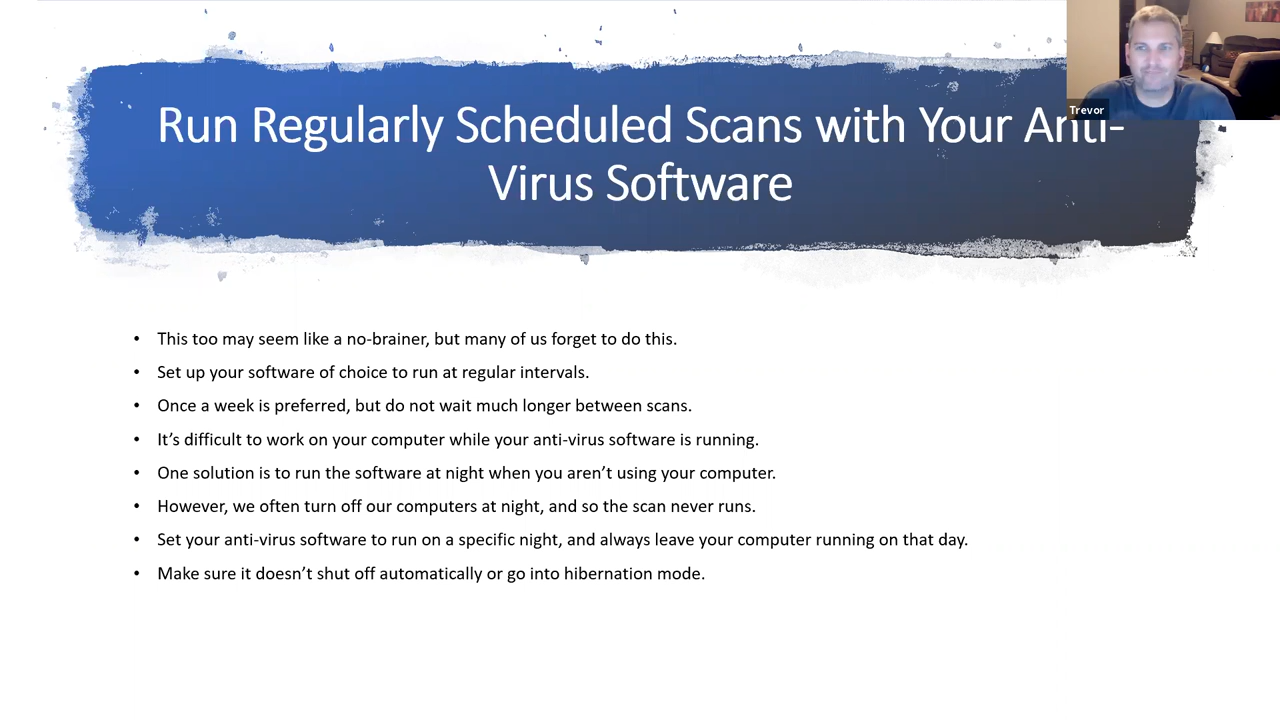 Run Regularly Scheduled Scans with Your Anti-
Virus Software
Trevor
• This too may seem like a no-brainer, but many of us forget to do this.
• Set up your software of choice to run at regular intervals.
• Once a week is preferred, but do not wait much longer between scans.
• It’s difficult to work on your computer while your anti-virus software is running.
• One solution is to run the software at night when you aren’t using your computer.
• However, we often turn off our computers at night, and so the scan never runs.
• Set your anti-virus software to run on a specific night, and always leave your computer running on that day.
• Make sure it doesn’t shut off automatically or go into hibernation mode.